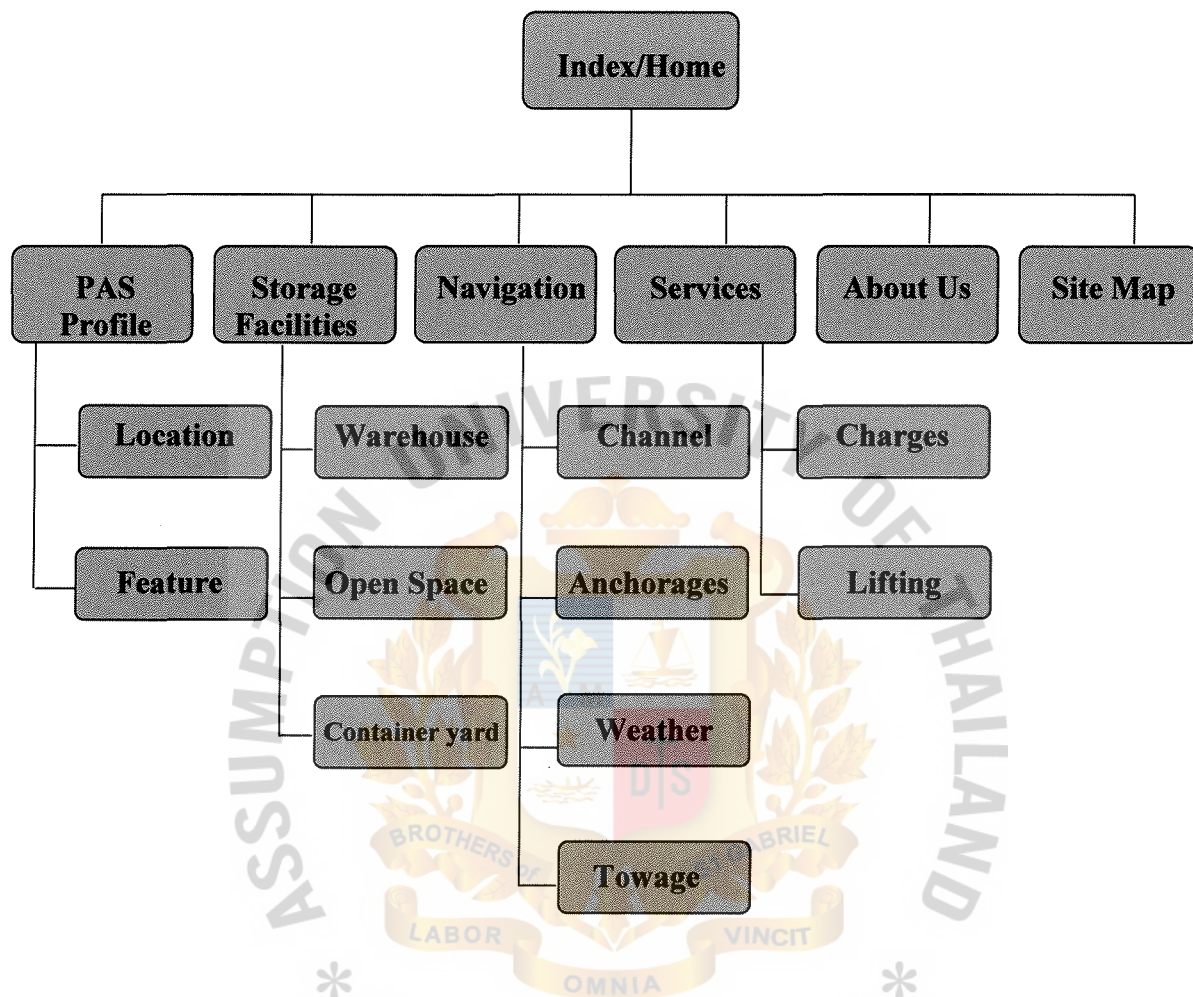 Index/Home
PAS
Profile
Storage
Facilities
Navigation
Services
About Us
Site Map
Location
Warehouse
Channel
Charges
Feature
Open Space
Anchorages
Lifting
Container yard
Weather
Towage
ASSUMPTION UNIVERSITY OF THAILAND
A M
D S
BROTHERS of GABRIEL
LABOR
OMNIA
VINCIT
* *